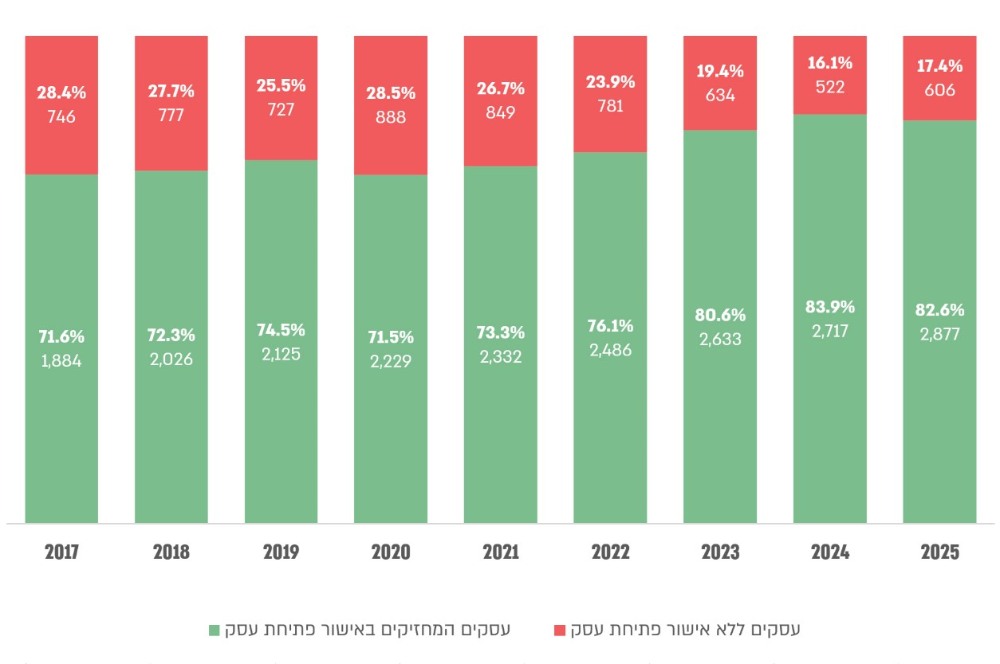 28.4% 27.7% 25.5% 28.5% 26.7% 23.9% 19.4% 16.1% 17.4%
746 777 727 888 849 781 634 522 606
71.6% 72.3% 74.5% 71.5% 73.3% 76.1% 80.6% 83.9% 82.6%
1,884 2,026 2,125 2,229 2,332 2,486 2,633 2,717 2,877
2017 2018 2019 2020 2021 2022 2023 2024 2025
עסקים ללא אישור פתיחת עסק עסקים המחזיקים באישור פתיחת עסק